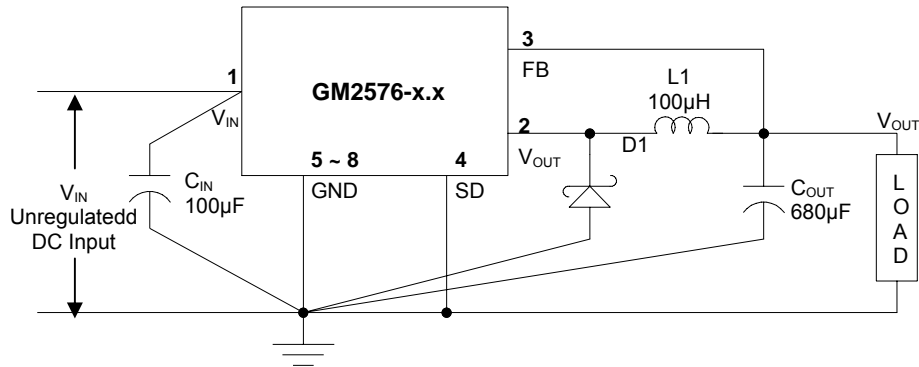 3
FB
1
GM2576-x.x
L1
100µH
VIN
2
VOUT
D1
VOUT
5 ~ 8
GND
4
SD
CIN
100µF
VIN
Unregulatedd
DC Input
COUT
680µF
LOAD